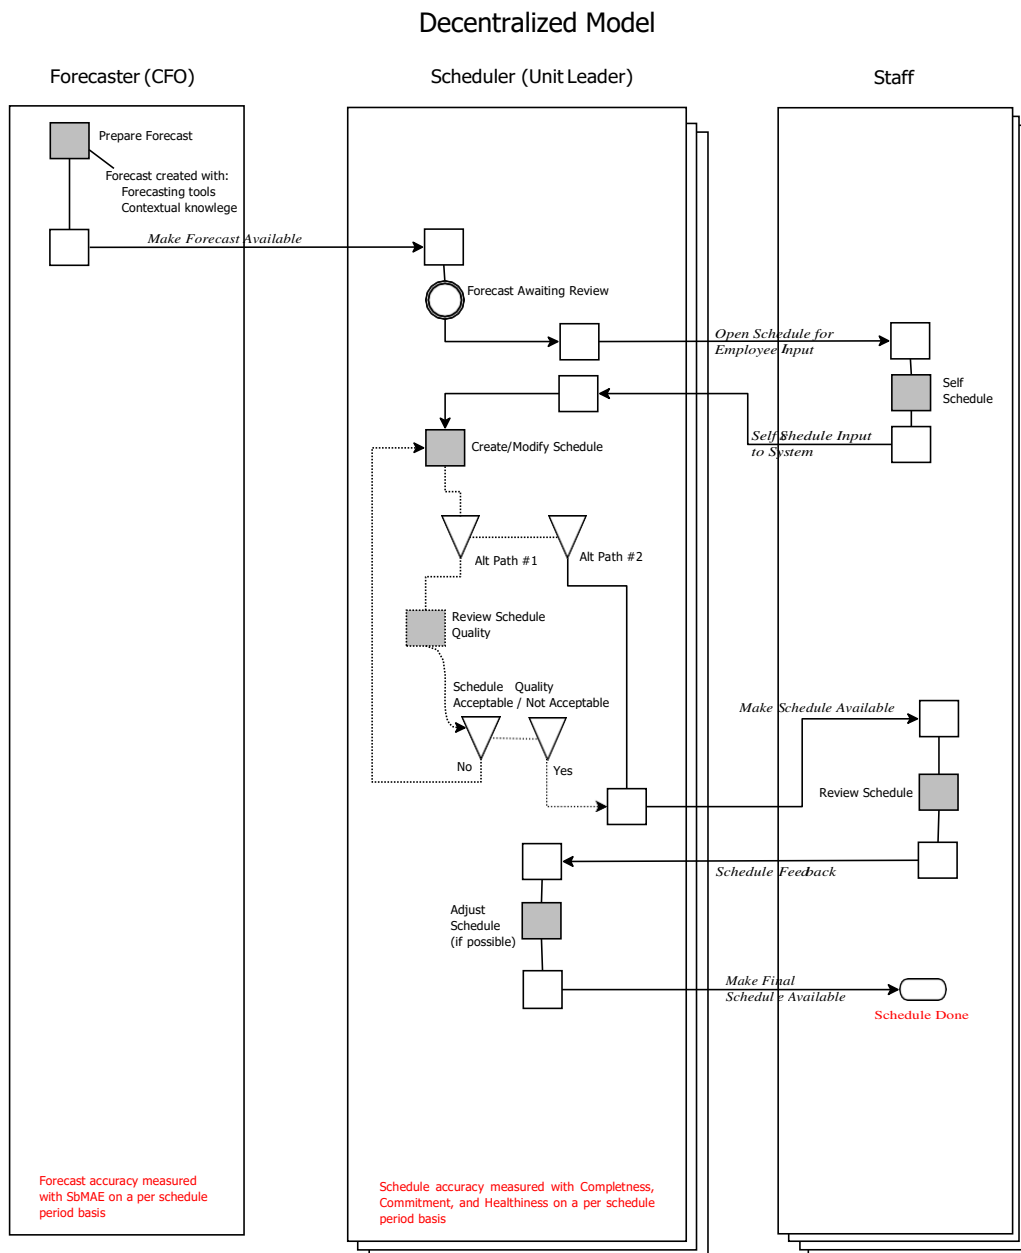 Decentralized Model
Forecaster (CFO)
Scheduler (Unit Leader)
Staff
Prepare Forecast
Forecast created with:
Forecasting tools
Contextual knowlege
Make Forecast Available
Forecast Awaiting Review
Open Schedule for
Employee Input
Self
Schedule
Self Shedule Input
to System
Create/Modify Schedule
Alt Path #1
Alt Path #2
Review Schedule
Quality
Schedule Quality
Acceptable / Not Acceptable
No
Yes
Make Schedule Available
Review Schedule
Schedule Feedback
Adjust
Schedule
(if possible)
Make Final
Schedule Available
Schedule Done
Forecast accuracy measured
with SbMAE on a per schedule
period basis
Schedule accuracy measured with Completness,
Commitment, and Healthiness on a per schedule
period basis